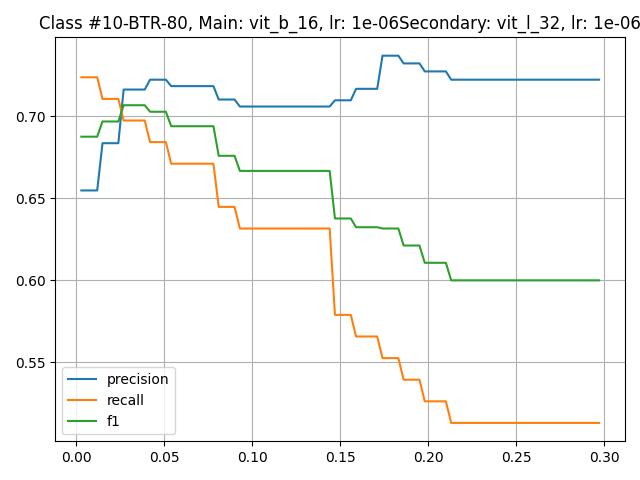 Class #10-BTR-80, Main: vit_b_16, lr: 1e-06Secondary: vit_l_32, lr: 1e-06
0.70
0.65
0.60
0.55
precision
recall
f1
0.00 0.05 0.10 0.15 0.20 0.25 0.30